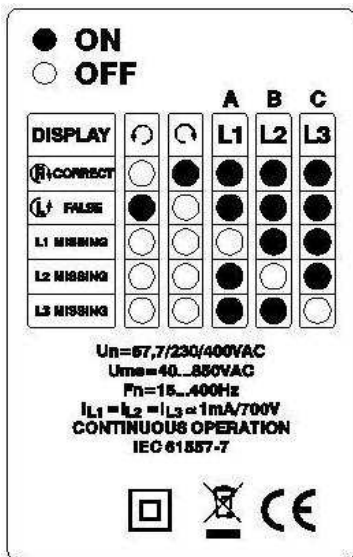 ON
OFF
A B C
DISPLAY L1 L2 L3
R CORRECT
L FALSE
L1 MISSING
L2 MISSING
L3 MISSING
Un=57,7/230/400VAC
Ume=40...850VAC
Fn=15...400Hz
IL1=IL2=IL3≈1mA/700V
CONTINUOUS OPERATION
IEC 61557-7
CE